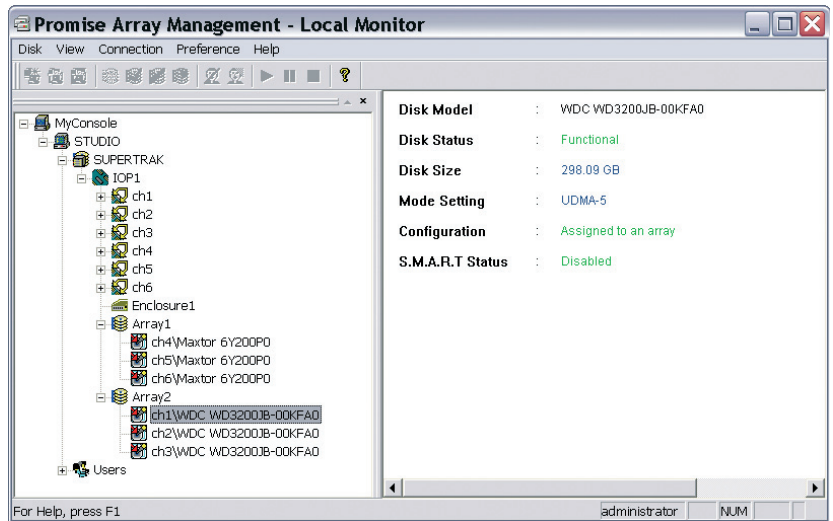 Promise Array Management - Local Monitor
Disk View Connection Preference Help
MyConsole
STUDIO
SUPERTRAK
IOP1
ch1
ch2
ch3
ch4
ch5
ch6
Enclosure1
Array1
ch4\Maxtor 6Y200P0
ch5\Maxtor 6Y200P0
ch6\Maxtor 6Y200P0
Array2
ch1\WDC WD3200JB-00KFA0
ch2\WDC WD3200JB-00KFA0
ch3\WDC WD3200JB-00KFA0
Users
Disk Model : WDC WD3200JB-00KFA0
Disk Status : Functional
Disk Size : 298.09 GB
Mode Setting : UDMA-5
Configuration : Assigned to an array
S.M.A.R.T Status : Disabled
For Help, press F1
administrator NUM